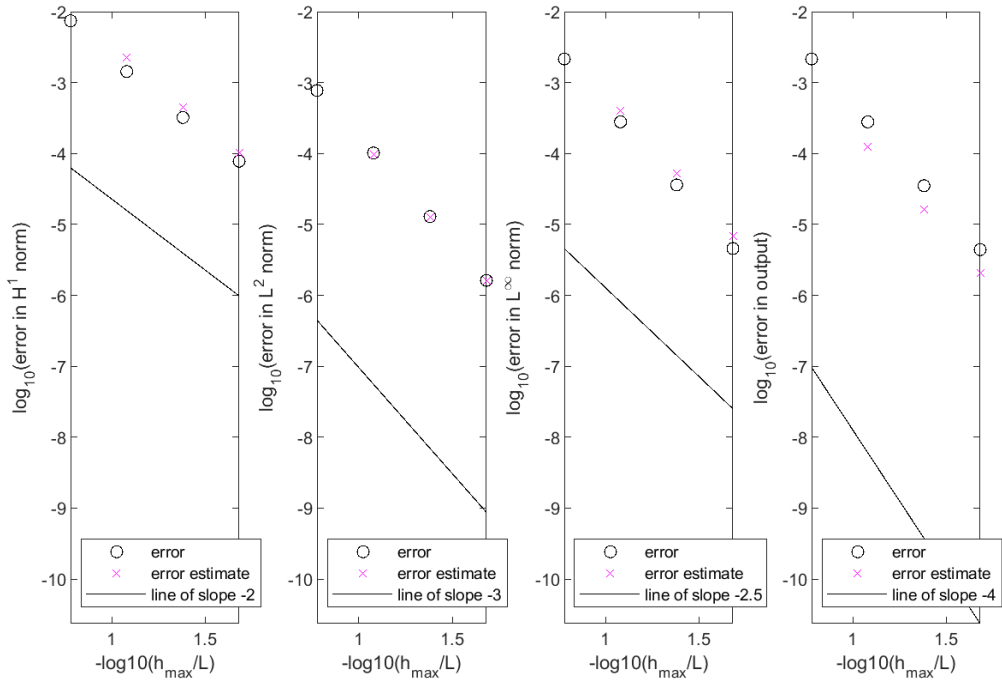 -2
-3
-4
-5
-6
-7
-8
-9
-10
1
1.5
log10(error in H1 norm)
-log10(hmax/L)
error
error estimate
line of slope -2
-2
-3
-4
-5
-6
-7
-8
-9
-10
1
1.5
log10(error in L2 norm)
-log10(hmax/L)
error
error estimate
line of slope -3
-2
-3
-4
-5
-6
-7
-8
-9
-10
1
1.5
log10(error in L∞ norm)
-log10(hmax/L)
error
error estimate
line of slope -2.5
-2
-3
-4
-5
-6
-7
-8
-9
-10
1
1.5
log10(error in output)
-log10(hmax/L)
error
error estimate
line of slope -4